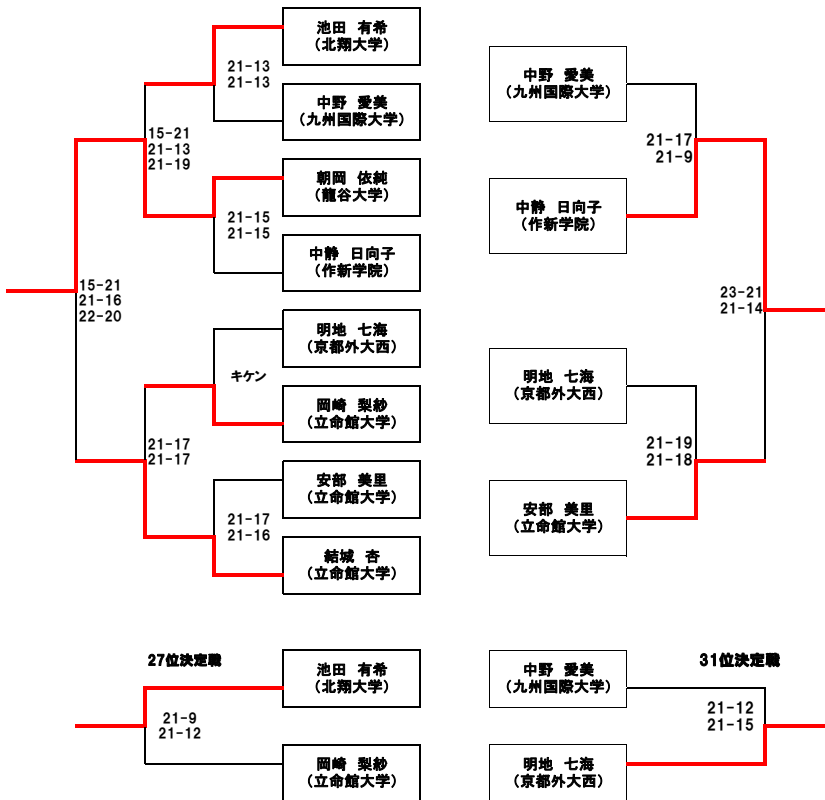 池田　有希
（北翔大学）
21-13
21-13
中野　愛美
（九州国際大学）
15-21
21-13
21-19
朝岡　依純
（龍谷大学）
21-15
21-15
中静　日向子
（作新学院）
15-21
21-16
22-20
明地　七海
（京都外大西）
キケン
岡崎　梨紗
（立命館大学）
21-17
21-17
安部　美里
（立命館大学）
21-17
21-16
結城　杏
（立命館大学）
中野　愛美
（九州国際大学）
21-17
21-9
中静　日向子
（作新学院）
23-21
21-14
明地　七海
（京都外大西）
21-19
21-18
安部　美里
（立命館大学）
27位決定戦
池田　有希
（北翔大学）
21-9
21-12
岡崎　梨紗
（立命館大学）
31位決定戦
中野　愛美
（九州国際大学）
21-12
21-15
明地　七海
（京都外大西）